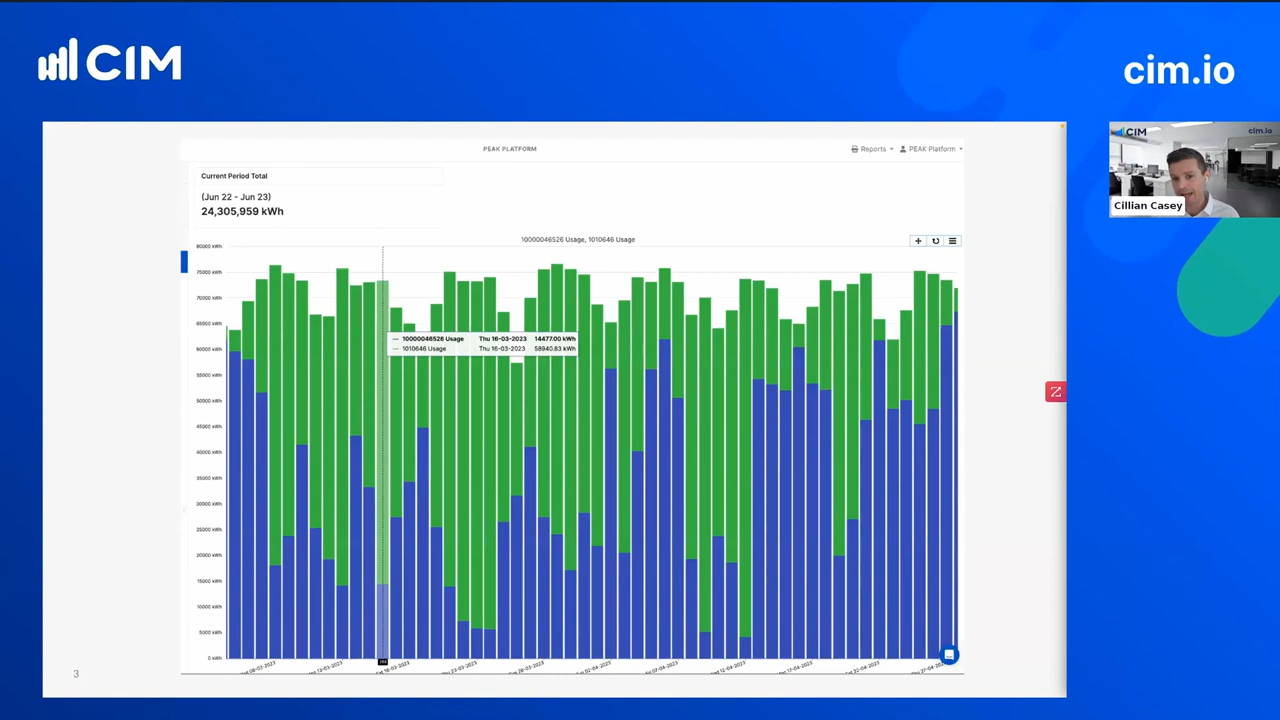 CIM
cim.io
CIM
cim.io
Cillian Casey
PEAK PLATFORM
Reports
PEAK Platform
Current Period Total
(Jun 22 - Jun 23)
24,305,959 kWh
10000046526 Usage, 1010646 Usage
80000 kWh
75000 kWh
70000 kWh
65000 kWh
60000 kWh
55000 kWh
50000 kWh
45000 kWh
40000 kWh
35000 kWh
30000 kWh
25000 kWh
20000 kWh
15000 kWh
10000 kWh
5000 kWh
0 kWh
10000046526 Usage Thu 16-03-2023 14477.00 kWh
1010646 Usage Thu 16-03-2023 58940.83 kWh
3